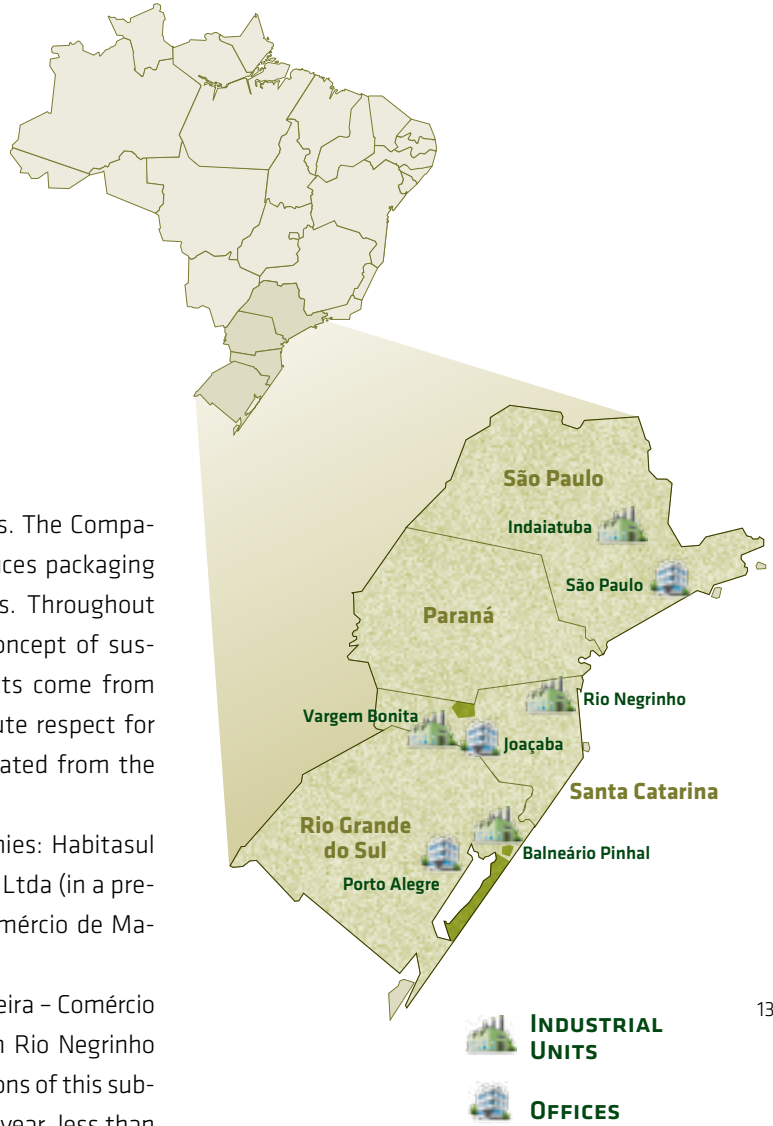 s. The Compa-
ces packaging
s. Throughout
oncept of sus-
ts come from
ute respect for
ated from the
nies: Habitasul
Ltda (in a pre-
mércio de Ma-
eira – Comércio
n Rio Negrinho
ons of this sub-
year, less than
São Paulo
Indaiatuba
São Paulo
Paraná
Rio Negrinho
Vargem Bonita
Joaçaba
Santa Catarina
Rio Grande
do Sul
Balneário Pinhal
Porto Alegre
13
INDUSTRIAL
UNITS
OFFICES